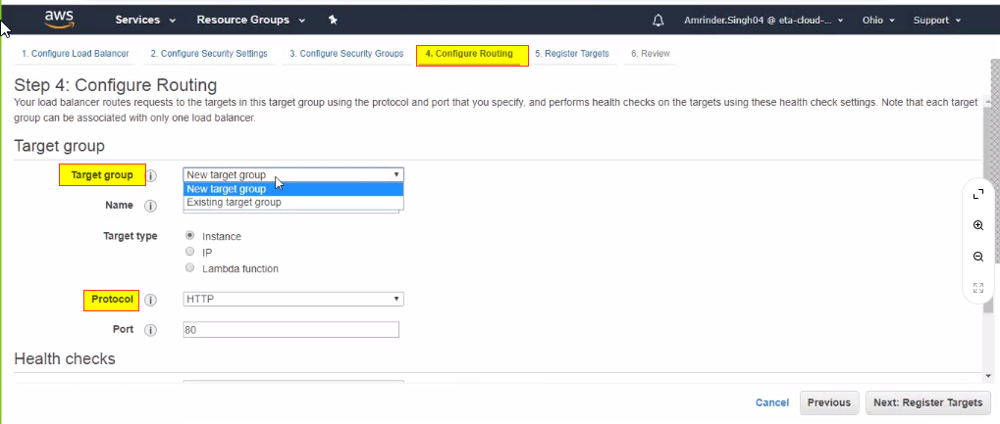 aws Services Resource Groups Amrinder.Singh04 @ eta-cloud-... Ohio Support
1. Configure Load Balancer 2. Configure Security Settings 3. Configure Security Groups 4. Configure Routing 5. Register Targets 6. Review
Step 4: Configure Routing
Your load balancer routes requests to the targets in this target group using the protocol and port that you specify, and performs health checks on the targets using these health check settings. Note that each target
group can be associated with only one load balancer.
Target group
Target group i New target group
New target group
Existing target group
Name i
Target type Instance
IP
Lambda function
Protocol i HTTP
Port i 80
Health checks
Cancel Previous Next: Register Targets